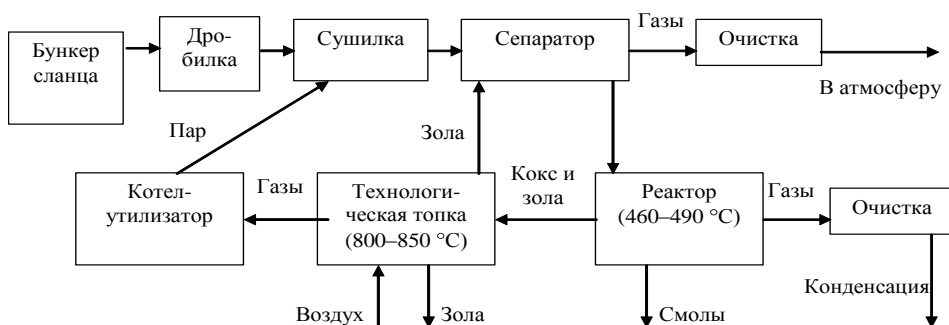 Бункер
сланца
Дро-
билка
Сушилка
Сепаратор
Газы
Очистка
В атмосферу
Пар
Зола
Котел-
утилизатор
Газы
Технологи-
ческая топка
(800–850 °C)
Кокс и
зола
Реактор
(460–490 °C)
Газы
Очистка
Воздух
Зола
Смолы
Конденсация